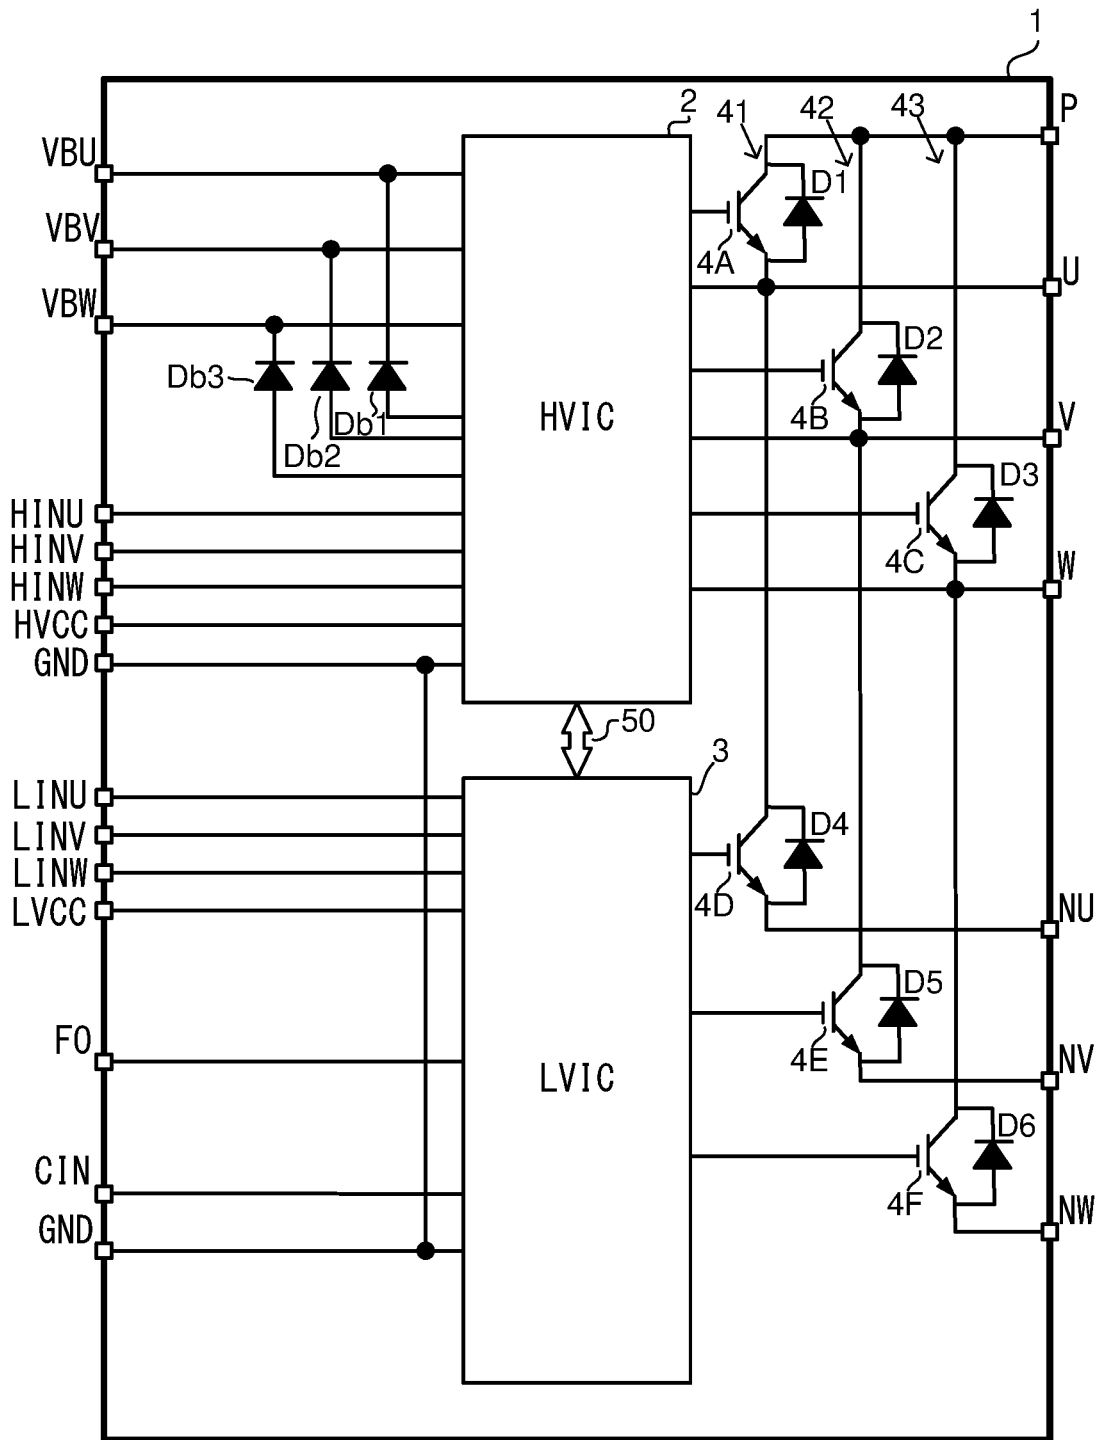 1
P
2
41
42
43
VBU
D1
4A
VBV
U
VBW
D2
Db3
4B
Db1
V
HVIC
Db2
D3
HINU
HINV
4C
W
HINW
HVCC
GND
50
3
LINU
D4
LINV
LINW
4D
NU
LVCC
D5
FO
4E
NV
LVIC
D6
CIN
4F
NW
GND